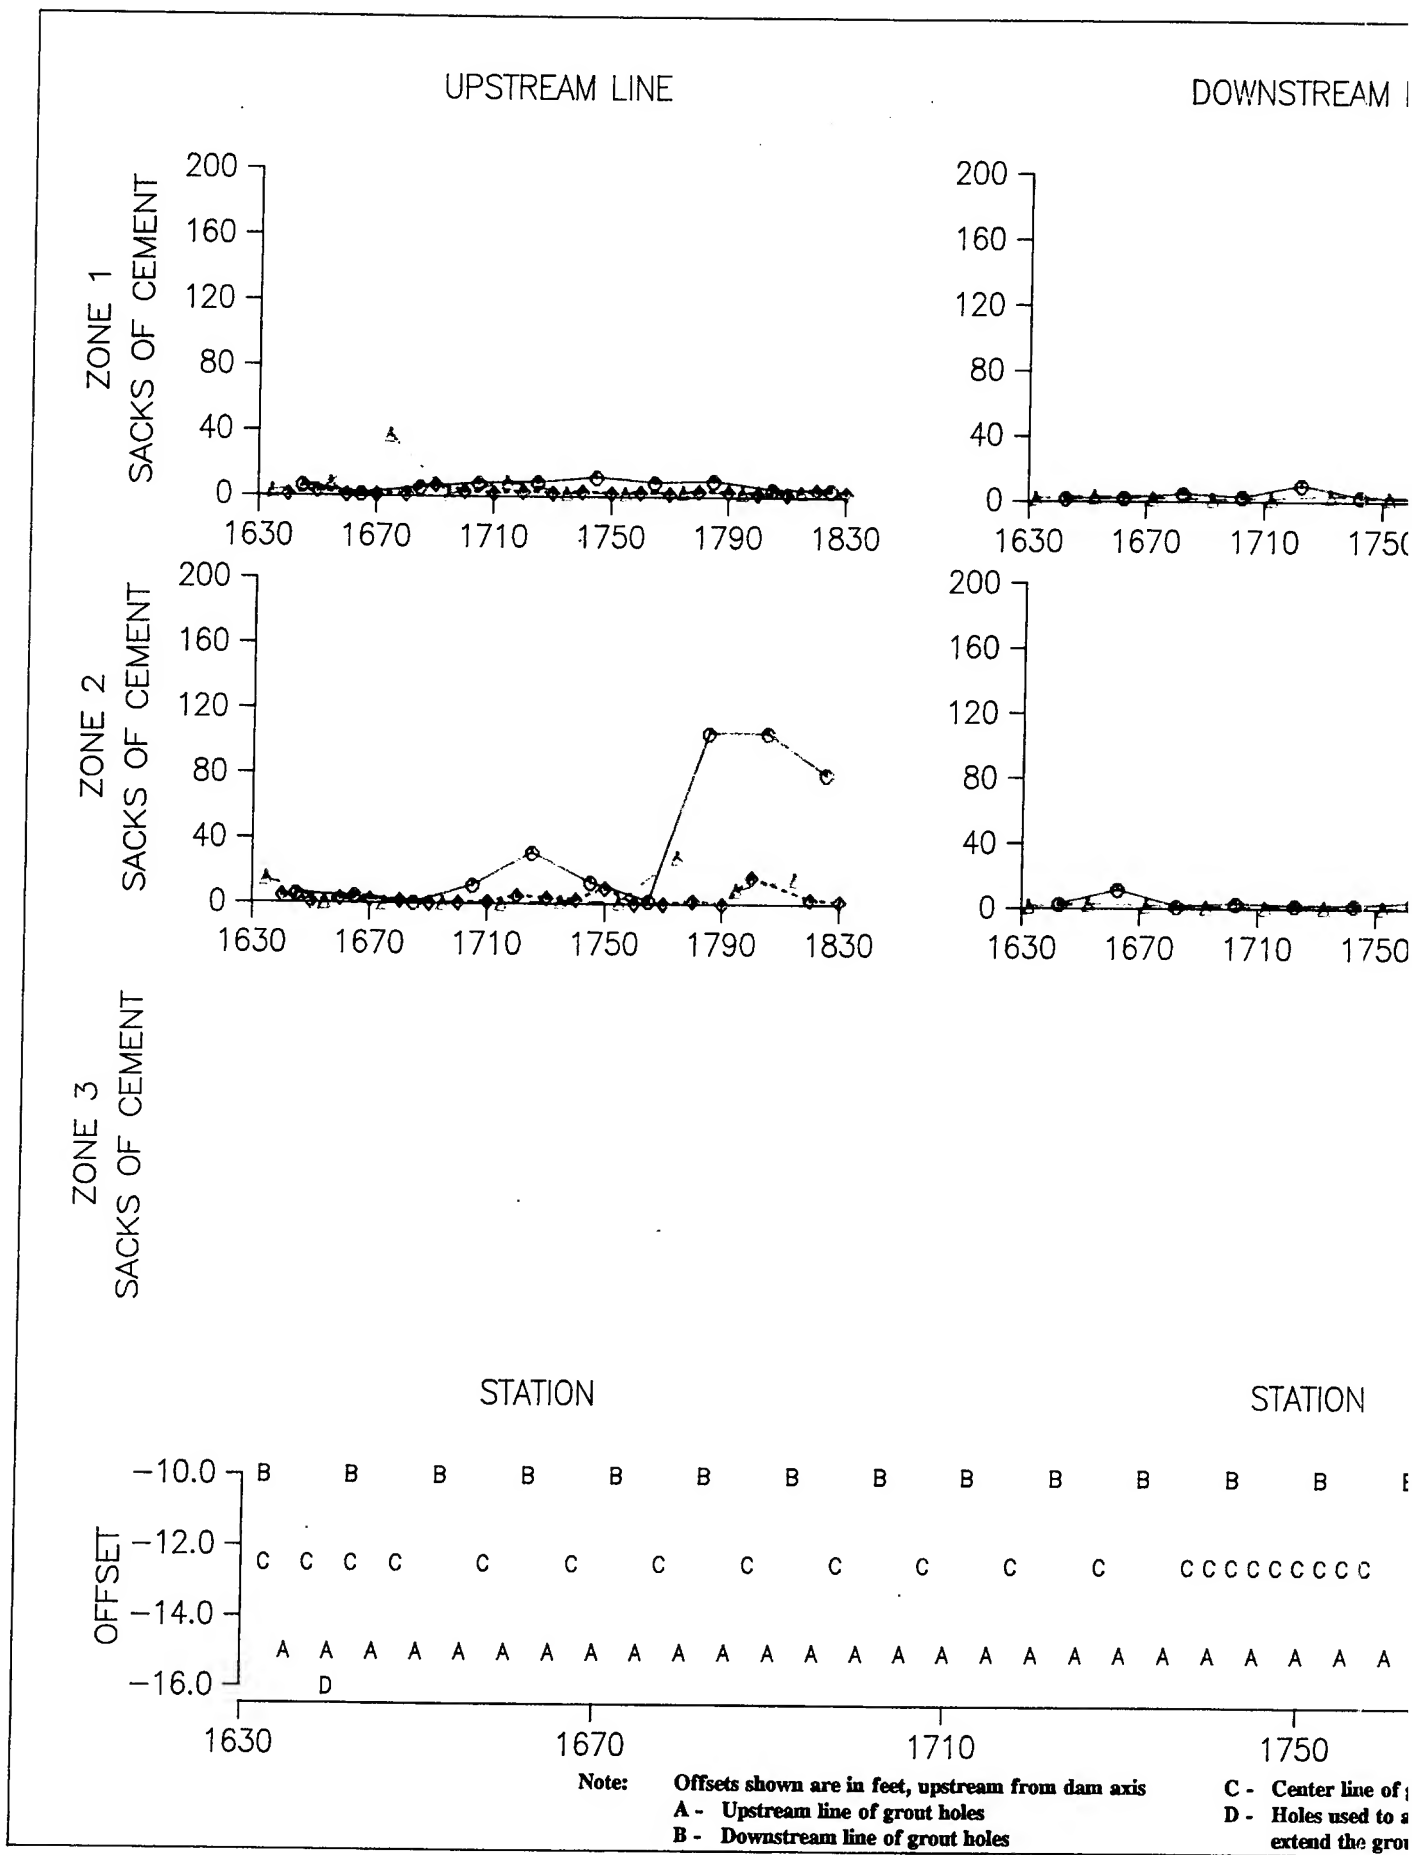 UPSTREAM LINE
DOWNSTREAM
ZONE 1
SACKS OF CEMENT
200
160
120
80
40
0
1630 1670 1710 1750 1790 1830
200
160
120
80
40
0
1630 1670 1710 1750
ZONE 2
SACKS OF CEMENT
200
160
120
80
40
0
1630 1670 1710 1750 1790 1830
200
160
120
80
40
0
1630 1670 1710 1750
ZONE 3
SACKS OF CEMENT
STATION
STATION
OFFSET
-10.0
-12.0
-14.0
-16.0
B B B B B B B B B B B B B B
C C C C C C C C C C C C C C C C C C C C C
A A A A A A A A A A A A A A A A A A A A A A A A A A
D
1630 1670 1710 1750
Note: Offsets shown are in feet, upstream from dam axis
A - Upstream line of grout holes
B - Downstream line of grout holes
C - Center line of
D - Holes used to
extend the